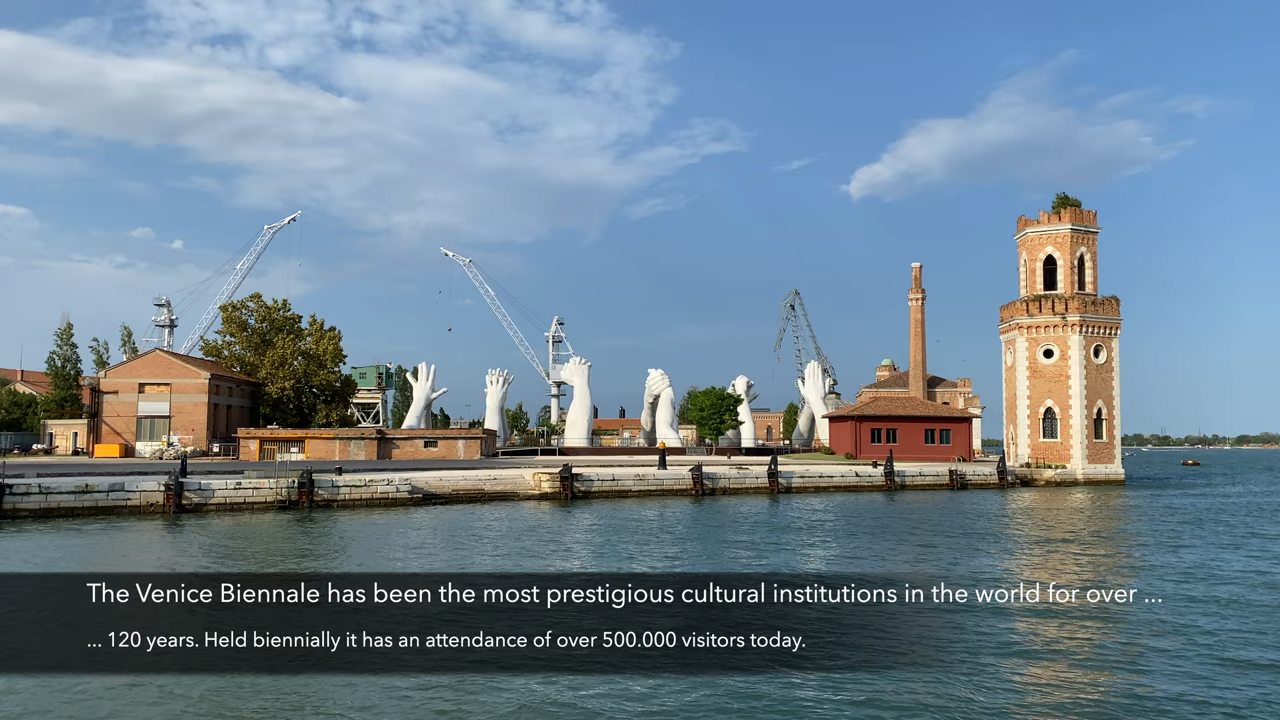 The Venice Biennale has been the most prestigious cultural institutions in the world for over ...
... 120 years. Held biennially it has an attendance of over 500.000 visitors today.